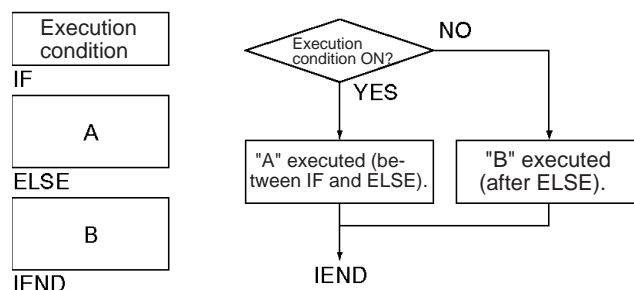 Execution
condition
IF
A
ELSE
B
IEND
Execution
condition ON?
NO
YES
"A" executed (be-
tween IF and ELSE).
"B" executed
(after ELSE).
IEND